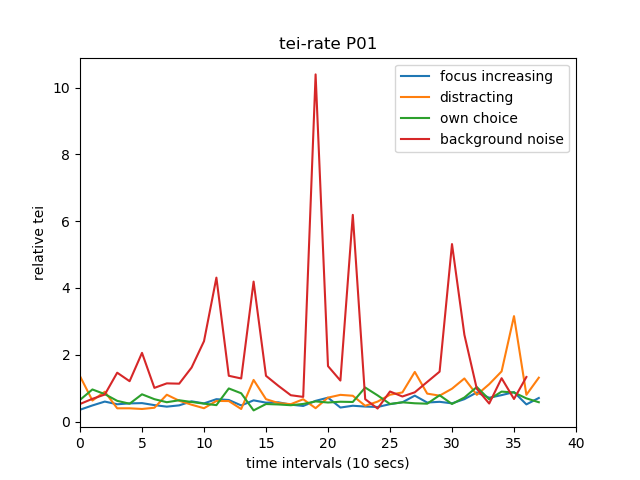 tei-rate P01
focus increasing
distracting
own choice
background noise
relative tei
10
8
6
4
2
0
0 5 10 15 20 25 30 35 40
time intervals (10 secs)